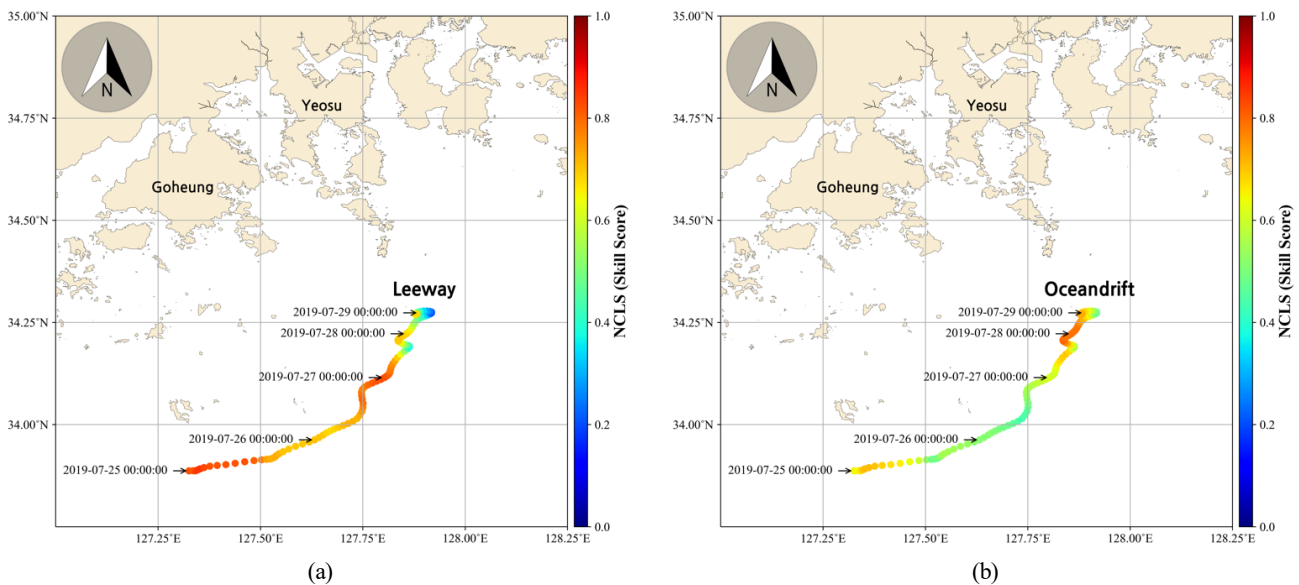 35.00°N
34.75°N
34.50°N
34.25°N
34.00°N
127.25°E
127.50°E
127.75°E
128.00°E
128.25°E
N
Yeosu
Goheung
Leeway
2019-07-29 00:00:00
2019-07-28 00:00:00
2019-07-27 00:00:00
2019-07-26 00:00:00
2019-07-25 00:00:00
1.0
0.8
0.6
0.4
0.2
0.0
NCLS (Skill Score)
(a)
35.00°N
34.75°N
34.50°N
34.25°N
34.00°N
127.25°E
127.50°E
127.75°E
128.00°E
128.25°E
N
Yeosu
Goheung
Oceandrift
2019-07-29 00:00:00
2019-07-28 00:00:00
2019-07-27 00:00:00
2019-07-26 00:00:00
2019-07-25 00:00:00
1.0
0.8
0.6
0.4
0.2
0.0
NCLS (Skill Score)
(b)